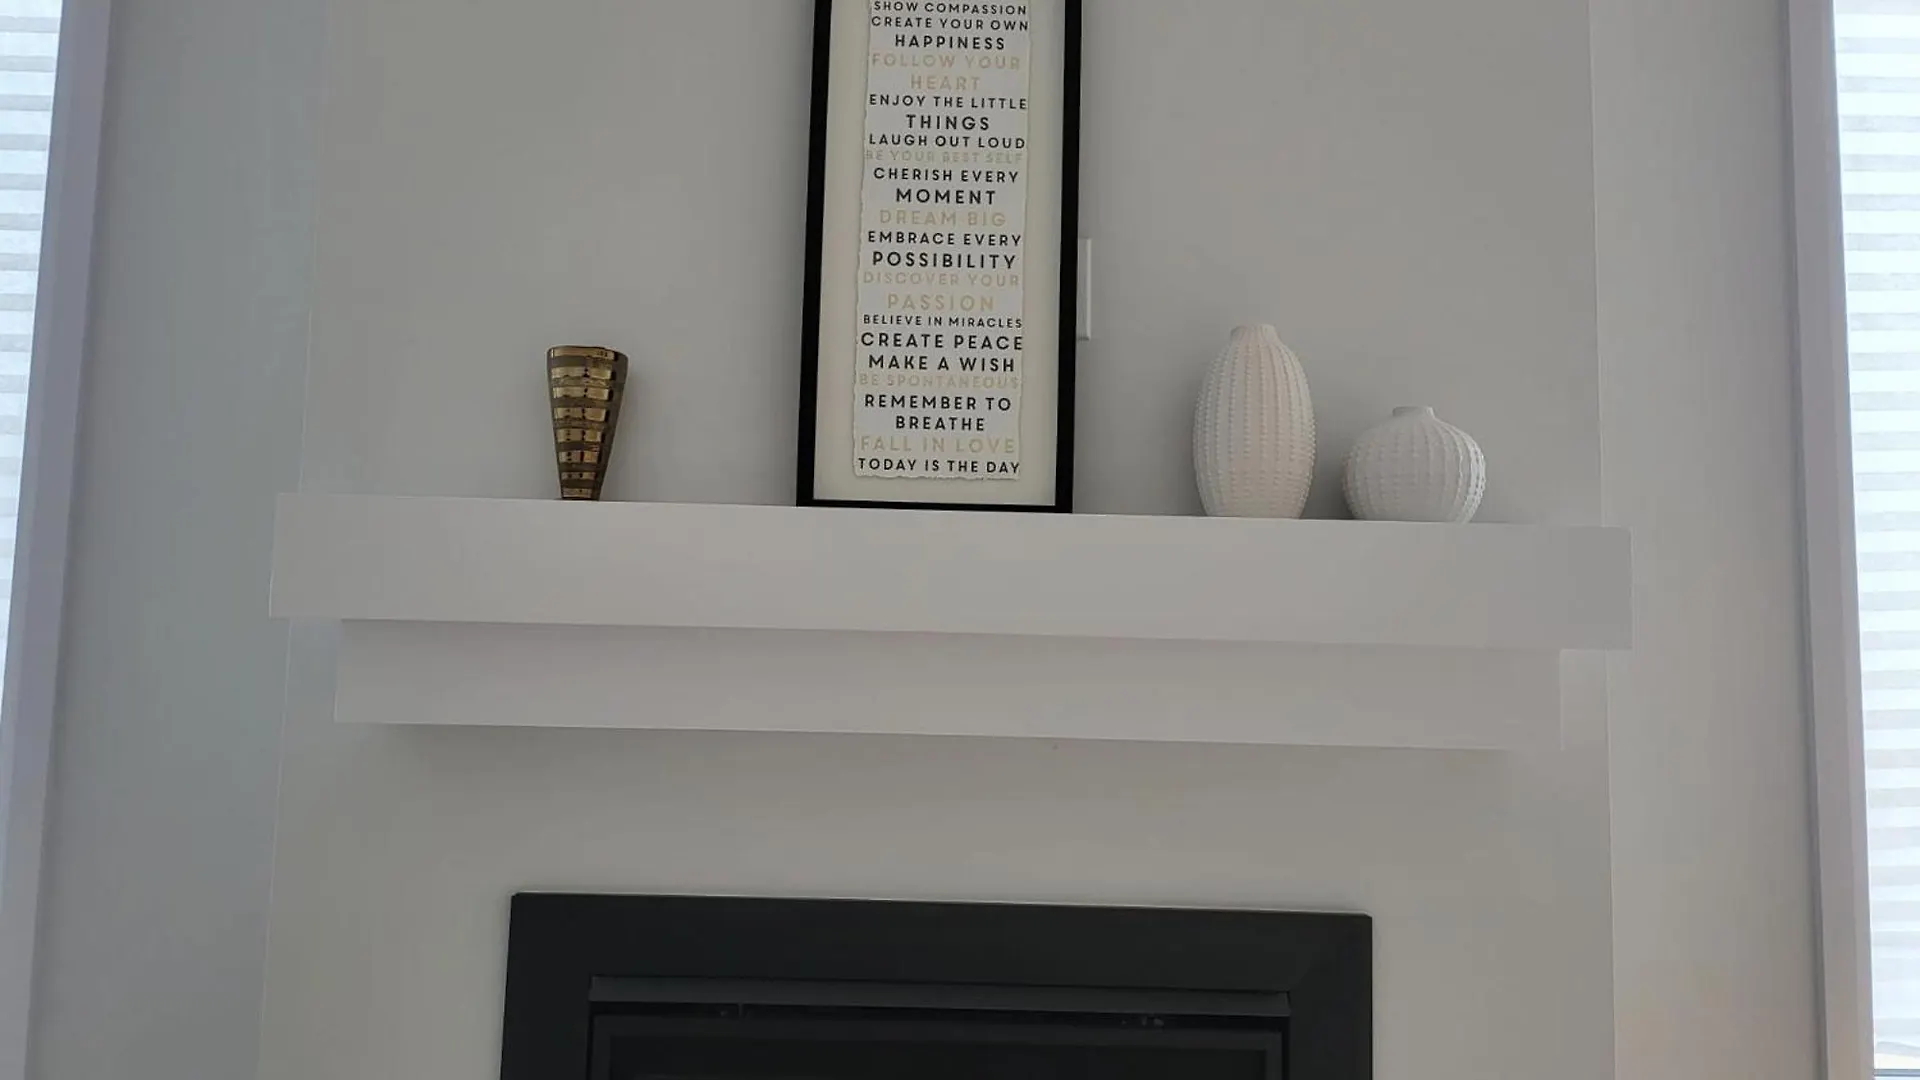 SHOW COMPASSION
CREATE YOUR OWN
HAPPINESS
FOLLOW YOUR
HEART
ENJOY THE LITTLE
THINGS
LAUGH OUT LOUD
BE YOUR BEST SELF
CHERISH EVERY
MOMENT
DREAM BIG
EMBRACE EVERY
POSSIBILITY
DISCOVER YOUR
PASSION
BELIEVE IN MIRACLES
CREATE PEACE
MAKE A WISH
BE SPONTANEOUS
REMEMBER TO
BREATHE
FALL IN LOVE
TODAY IS THE DAY